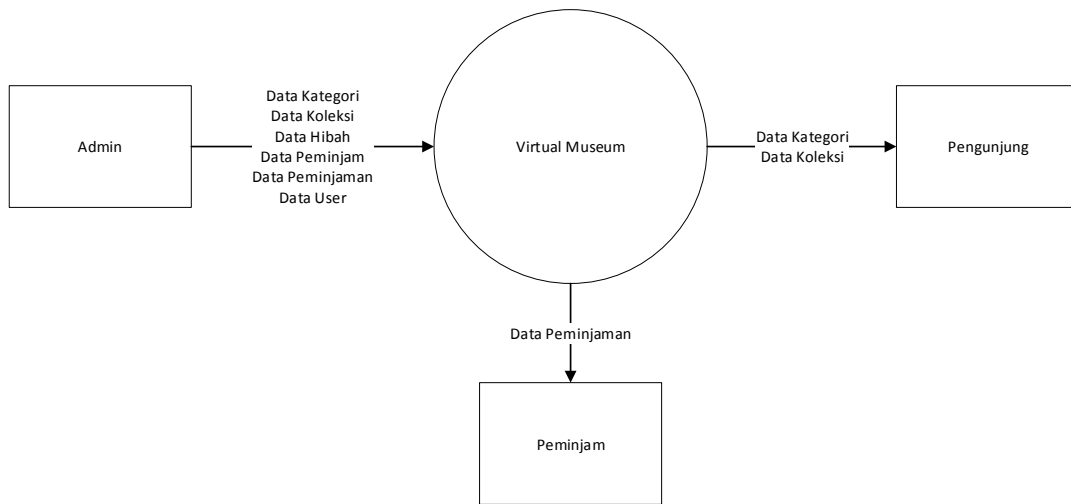 Admin
Data Kategori
Data Koleksi
Data Hibah
Data Peminjam
Data Peminjaman
Data User
Virtual Museum
Data Kategori
Data Koleksi
Pengunjung
Data Peminjaman
Peminjam